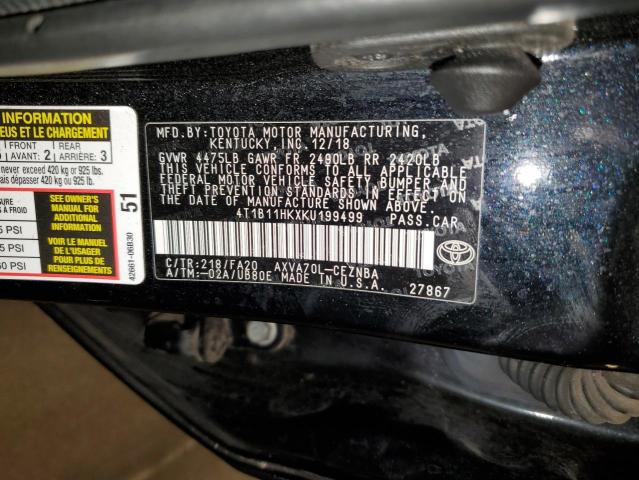 INFORMATION
EUS ET LE CHARGEMENT
FRONT
REAR
AVANT: 2
ARRIÈRE: 3
never exceed 420 kg or 925 lbs.
ais dépasser 420 kg ou 925 lb.
SEE OWNER'S
MANUAL FOR
ADDITIONAL
INFORMATION
VOIR LE MANUEL
DE L'USAGER
POUR PLUS DE
RENSEIGNEMENTS
5 PSI
5 PSI
60 PSI
51
42661-06B30
MFD.BY:TOYOTA MOTOR MANUFACTURING,
KENTUCKY, INC. 12/18
GVWR 4475LB GAWR FR 2490LB RR 2420LB
THIS VEHICLE CONFORMS TO ALL APPLICABLE
FEDERAL MOTOR VEHICLE SAFETY, BUMPER, AND
THEFT PREVENTION STANDARDS IN EFFECT ON
THE DATE OF MANUFACTURE SHOWN ABOVE.
4T1B11HKXKU199499 PASS.CAR
C/TR:218/FA20 AXVA70L-CEZNBA
A/TM:-02A/UB80E MADE IN U.S.A.
27867
TOYOTA